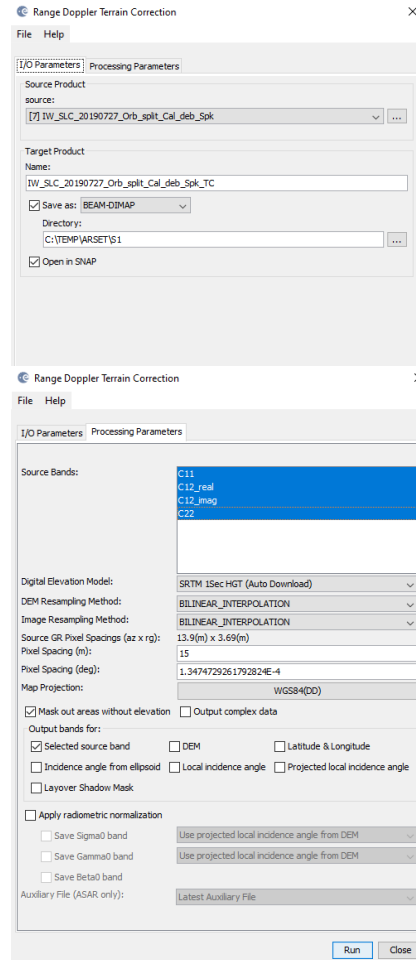 Range Doppler Terrain Correction
File Help
I/O Parameters Processing Parameters
Source Product
source:
[7] IW_SLC_20190727_Orb_split_Cal_deb_Spk
...
Target Product
Name:
IW_SLC_20190727_Orb_split_Cal_deb_Spk_TC
Save as: BEAM-DIMAP
Directory:
C:\TEMP\ARSET\S1
...
Open in SNAP
Range Doppler Terrain Correction
File Help
I/O Parameters Processing Parameters
Source Bands:
C11
C12_real
C12_imag
C22
Digital Elevation Model: SRTM 1Sec HGT (Auto Download)
DEM Resampling Method: BILINEAR_INTERPOLATION
Image Resampling Method: BILINEAR_INTERPOLATION
Source GR Pixel Spacings (az x rg): 13.9(m) x 3.69(m)
Pixel Spacing (m): 15
Pixel Spacing (deg): 1.3474729261792824E-4
Map Projection: WGS84(DD)
Mask out areas without elevation Output complex data
Output bands for:
Selected source band DEM Latitude & Longitude
Incidence angle from ellipsoid Local incidence angle Projected local incidence angle
Layover Shadow Mask
Apply radiometric normalization
Save Sigma0 band Use projected local incidence angle from DEM
Save Gamma0 band Use projected local incidence angle from DEM
Save Beta0 band
Auxiliary File (ASAR only): Latest Auxiliary File
Run Close